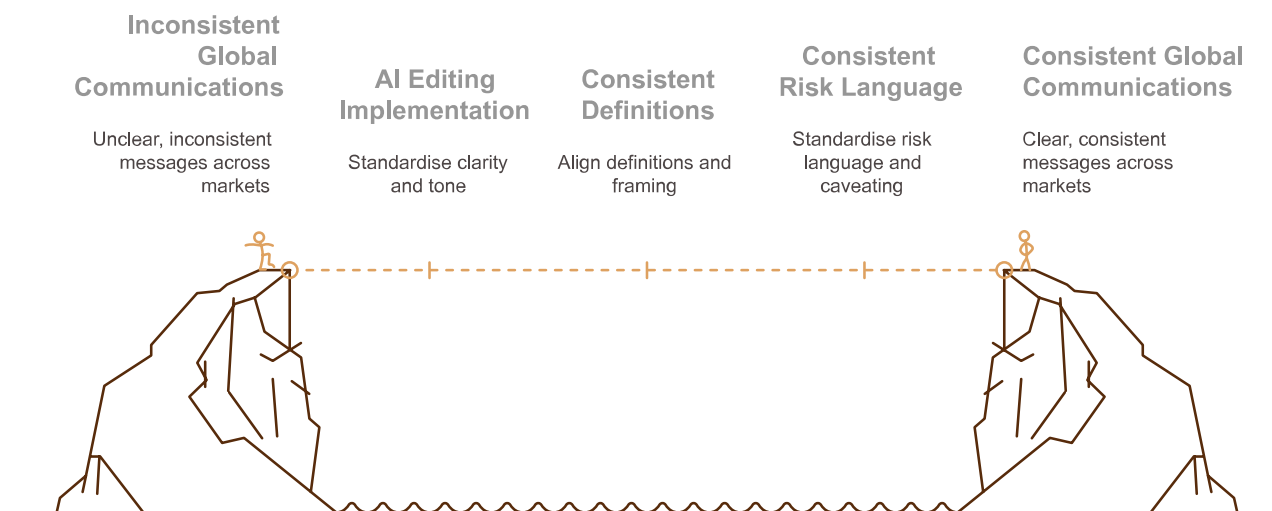 Inconsistent
Global
Communications
Unclear, inconsistent
messages across
markets
AI Editing
Implementation
Standardise clarity
and tone
Consistent
Definitions
Align definitions and
framing
Consistent
Risk Language
Standardise risk
language and
caveating
Consistent Global
Communications
Clear, consistent
messages across
markets